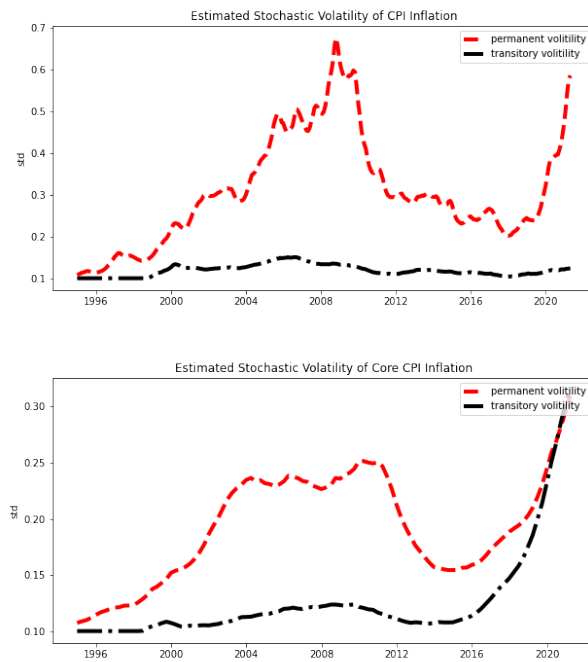 Estimated Stochastic Volatility of CPI Inflation
0.7
permanent volitility
transitory volitility
0.6
0.5
std
0.4
0.3
0.2
0.1
1996 2000 2004 2008 2012 2016 2020
Estimated Stochastic Volatility of Core CPI Inflation
permanent volitility
0.30
transitory volitility
0.25
std
0.20
0.15
0.10
1996 2000 2004 2008 2012 2016 2020